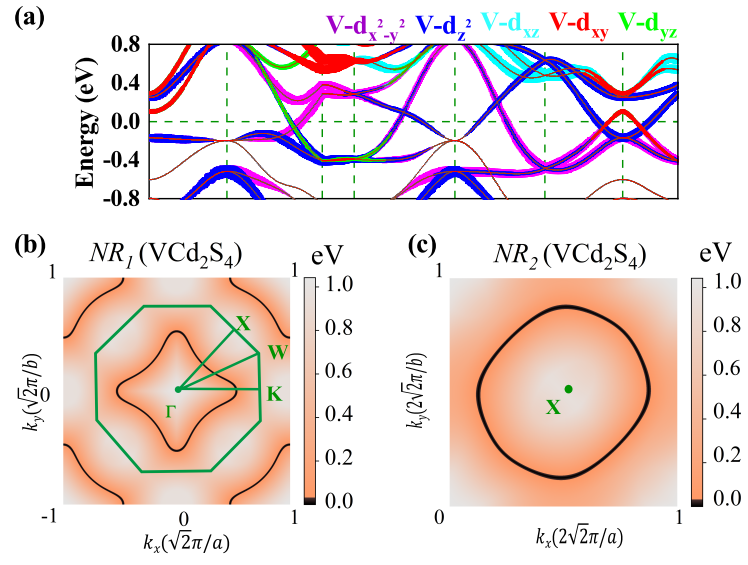 (a)
V-dx²-y² V-dz² V-dxz V-dxy V-dyz
Energy (eV)
0.8
0.4
0.0
-0.4
-0.8
(b)
NR1 (VCd2S4)
eV
1
1
X
W
K
Γ
0
-1
0
1
ky(√2π/b)
kx(√2π/a)
1.0
0.8
0.6
0.4
0.2
0.0
(c)
NR2 (VCd2S4)
eV
1
X
0
1
ky(2√2π/b)
kx(2√2π/a)
1.0
0.8
0.6
0.4
0.2
0.0